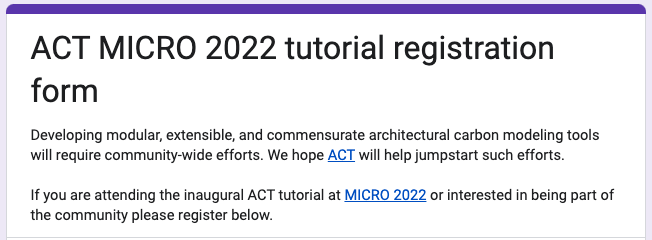 ACT MICRO 2022 tutorial registration
form
Developing modular, extensible, and commensurate architectural carbon modeling tools
will require community-wide efforts. We hope ACT will help jumpstart such efforts.
If you are attending the inaugural ACT tutorial at MICRO 2022 or interested in being part of
the community please register below.